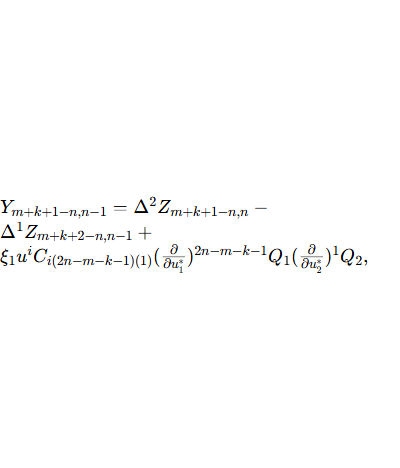 $Y_{m+k+1-n,n-1} = \Delta^2 Z_{m+k+1-n,n} -$
$\Delta^1 Z_{m+k+2-n,n-1} +$
$\xi_1 u^i C_{i(2n-m-k-1)(1)} (\frac{\partial}{\partial u_1^*})^{2n-m-k-1} Q_1 (\frac{\partial}{\partial u_2^*})^1 Q_2,$